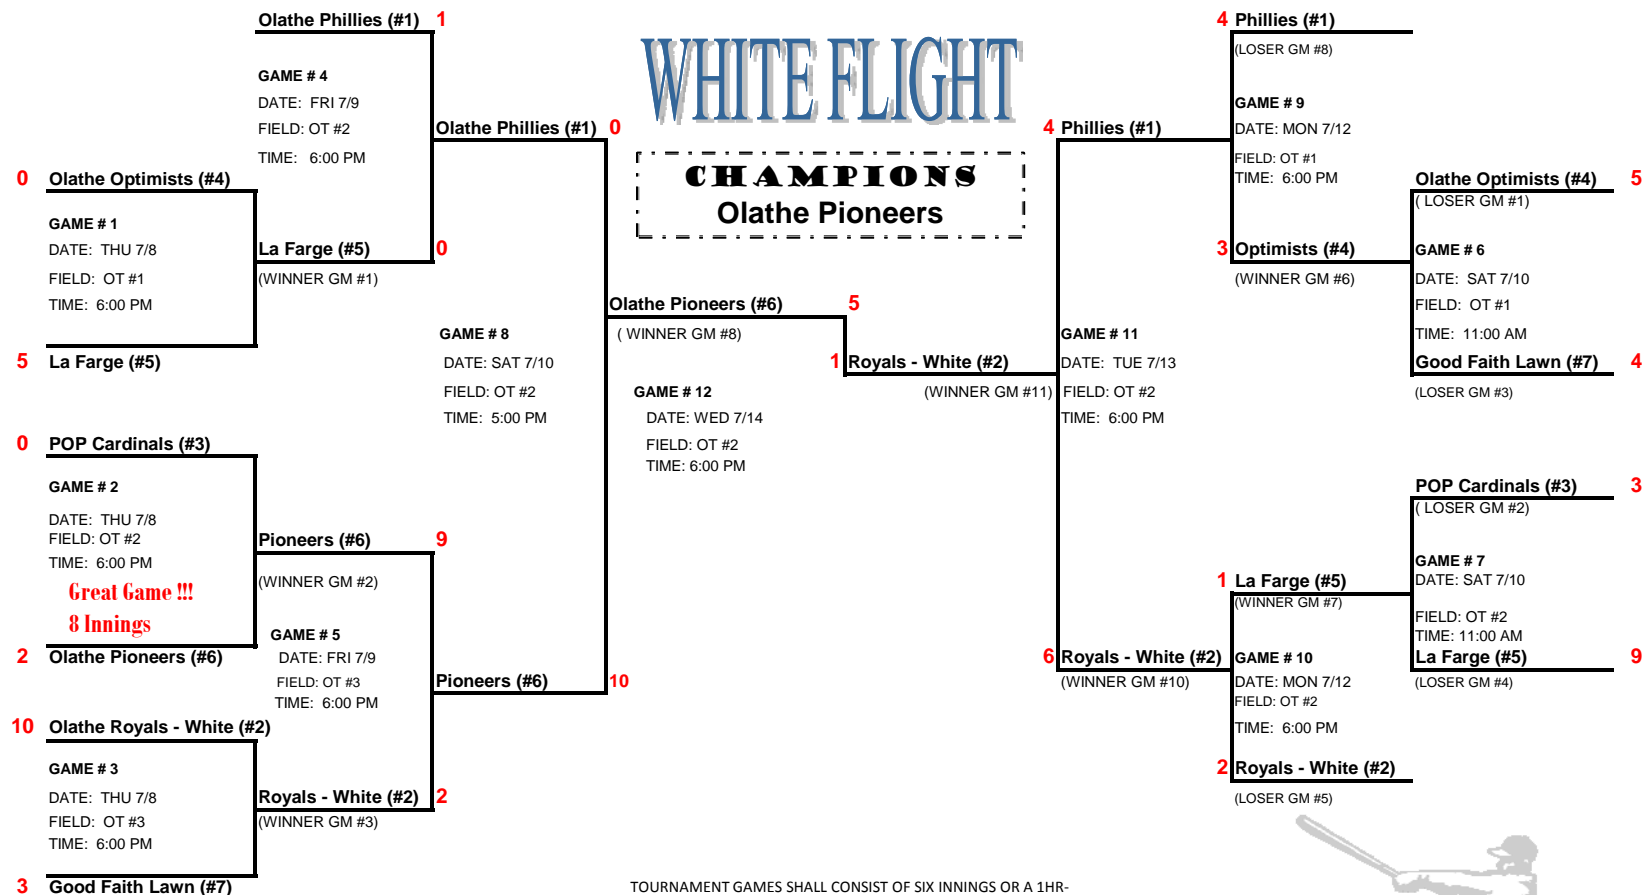 WHITE FLIGHT
CHAMPIONS
Olathe Pioneers
Olathe Phillies (#1) 1
GAME # 4
DATE: FRI 7/9
FIELD: OT #2
TIME: 6:00 PM
Olathe Phillies (#1) 0
0 Olathe Optimists (#4)
GAME # 1
DATE: THU 7/8
FIELD: OT #1
TIME: 6:00 PM
La Farge (#5) 0
(WINNER GM #1)
5 La Farge (#5)
GAME # 8
DATE: SAT 7/10
FIELD: OT #2
TIME: 5:00 PM
0 POP Cardinals (#3)
GAME # 2
DATE: THU 7/8
FIELD: OT #2
TIME: 6:00 PM
Great Game !!!
8 Innings
2 Olathe Pioneers (#6)
Pioneers (#6) 9
(WINNER GM #2)
GAME # 5
DATE: FRI 7/9
FIELD: OT #3
TIME: 6:00 PM
Pioneers (#6) 10
10 Olathe Royals - White (#2)
GAME # 3
DATE: THU 7/8
FIELD: OT #3
TIME: 6:00 PM
Royals - White (#2) 2
(WINNER GM #3)
3 Good Faith Lawn (#7)
Olathe Pioneers (#6) 5
( WINNER GM #8)
GAME # 12
DATE: WED 7/14
FIELD: OT #2
TIME: 6:00 PM
1 Royals - White (#2)
(WINNER GM #11)
4 Phillies (#1)
GAME # 11
DATE: TUE 7/13
FIELD: OT #2
TIME: 6:00 PM
6 Royals - White (#2)
(WINNER GM #10)
4 Phillies (#1)
(LOSER GM #8)
GAME # 9
DATE: MON 7/12
FIELD: OT #1
TIME: 6:00 PM
3 Optimists (#4)
(WINNER GM #6)
Olathe Optimists (#4) 5
( LOSER GM #1)
GAME # 6
DATE: SAT 7/10
FIELD: OT #1
TIME: 11:00 AM
Good Faith Lawn (#7) 4
(LOSER GM #3)
POP Cardinals (#3) 3
( LOSER GM #2)
GAME # 7
DATE: SAT 7/10
FIELD: OT #2
TIME: 11:00 AM
La Farge (#5) 9
(LOSER GM #4)
1 La Farge (#5)
(WINNER GM #7)
GAME # 10
DATE: MON 7/12
FIELD: OT #2
TIME: 6:00 PM
2 Royals - White (#2)
(LOSER GM #5)
TOURNAMENT GAMES SHALL CONSIST OF SIX INNINGS OR A 1HR-